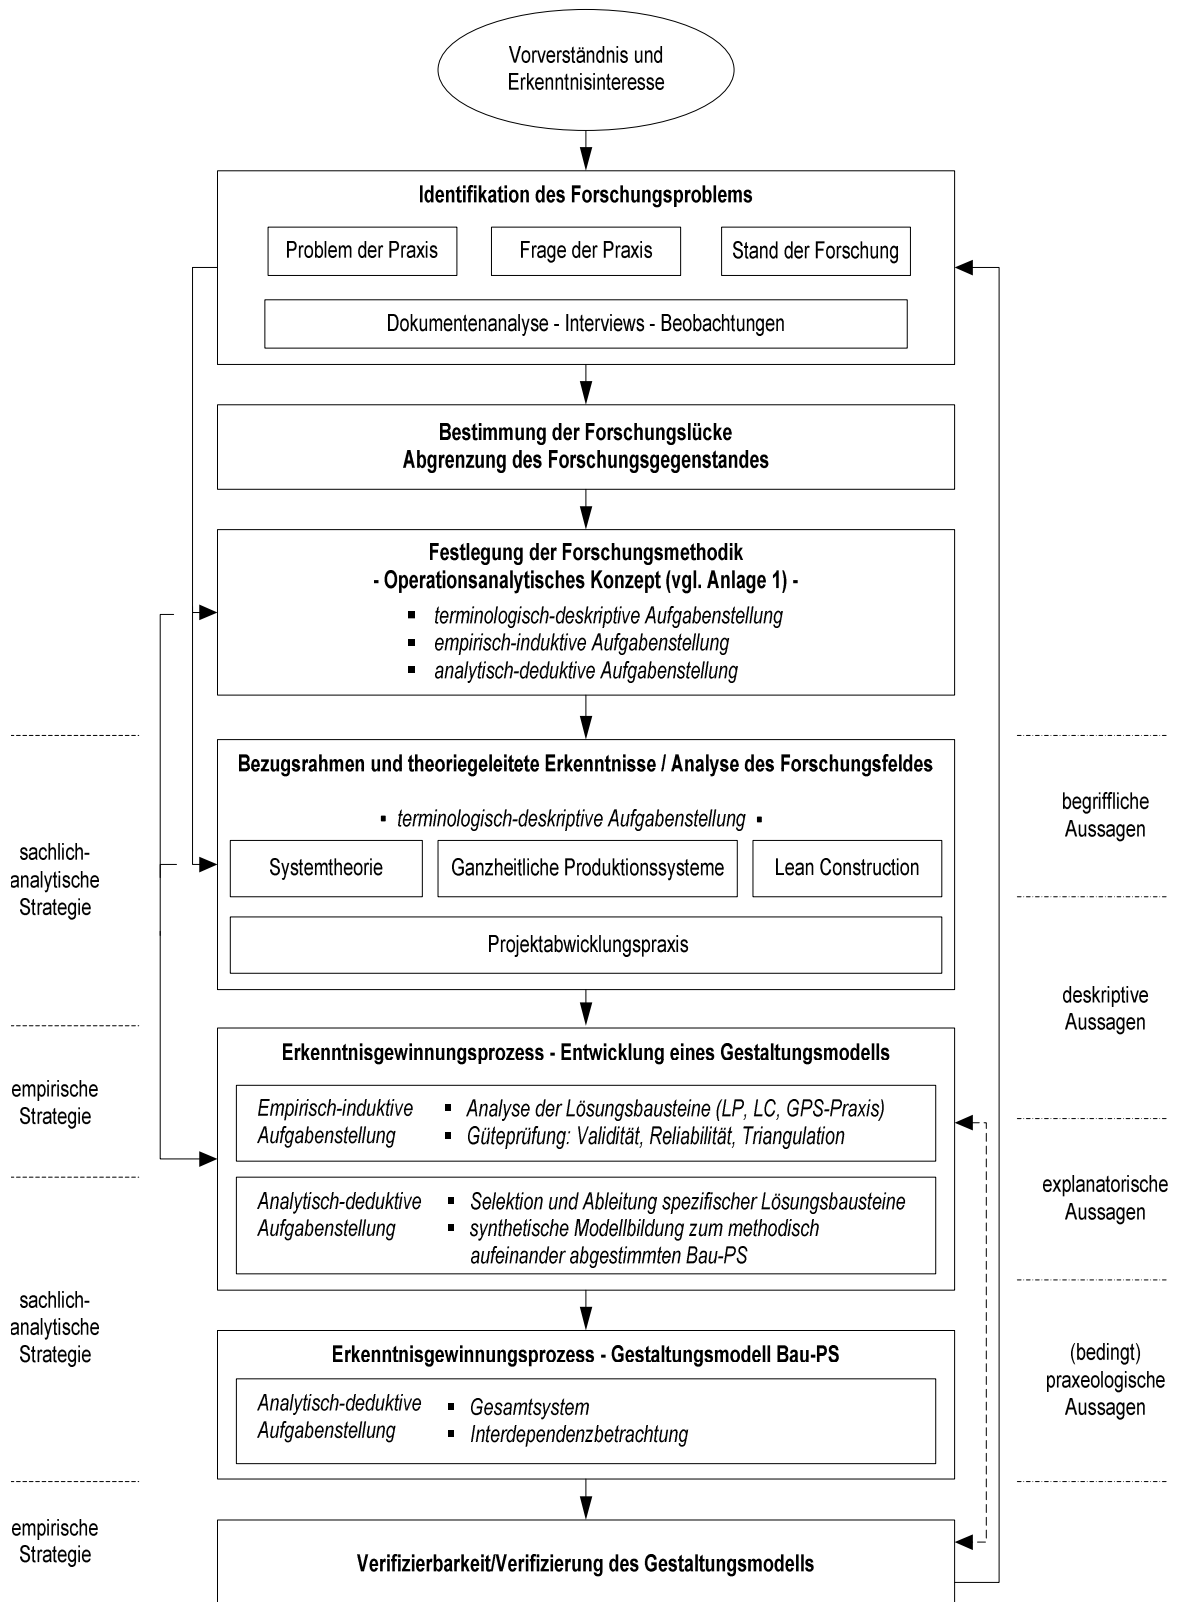 Vorverständnis und
Erkenntnisinteresse
Identifikation des Forschungsproblems
Problem der Praxis
Frage der Praxis
Stand der Forschung
Dokumentenanalyse - Interviews - Beobachtungen
Bestimmung der Forschungslücke
Abgrenzung des Forschungsgegenstandes
Festlegung der Forschungsmethodik
- Operationsanalytisches Konzept (vgl. Anlage 1) -
▪ terminologisch-deskriptive Aufgabenstellung
▪ empirisch-induktive Aufgabenstellung
▪ analytisch-deduktive Aufgabenstellung
Bezugsrahmen und theoriegeleitete Erkenntnisse / Analyse des Forschungsfeldes
▪ terminologisch-deskriptive Aufgabenstellung ▪
Systemtheorie
Ganzheitliche Produktionssysteme
Lean Construction
Projektabwicklungspraxis
Erkenntnisgewinnungsprozess - Entwicklung eines Gestaltungsmodells
Empirisch-induktive
Aufgabenstellung
▪ Analyse der Lösungsbausteine (LP, LC, GPS-Praxis)
▪ Güteprüfung: Validität, Reliabilität, Triangulation
Analytisch-deduktive
Aufgabenstellung
▪ Selektion und Ableitung spezifischer Lösungsbausteine
▪ synthetische Modellbildung zum methodisch
aufeinander abgestimmten Bau-PS
Erkenntnisgewinnungsprozess - Gestaltungsmodell Bau-PS
Analytisch-deduktive
Aufgabenstellung
▪ Gesamtsystem
▪ Interdependenzbetrachtung
Verifizierbarkeit/Verifizierung des Gestaltungsmodells
sachlich-
analytische
Strategie
empirische
Strategie
sachlich-
analytische
Strategie
empirische
Strategie
begriffliche
Aussagen
deskriptive
Aussagen
explanatorische
Aussagen
(bedingt)
praxeologische
Aussagen